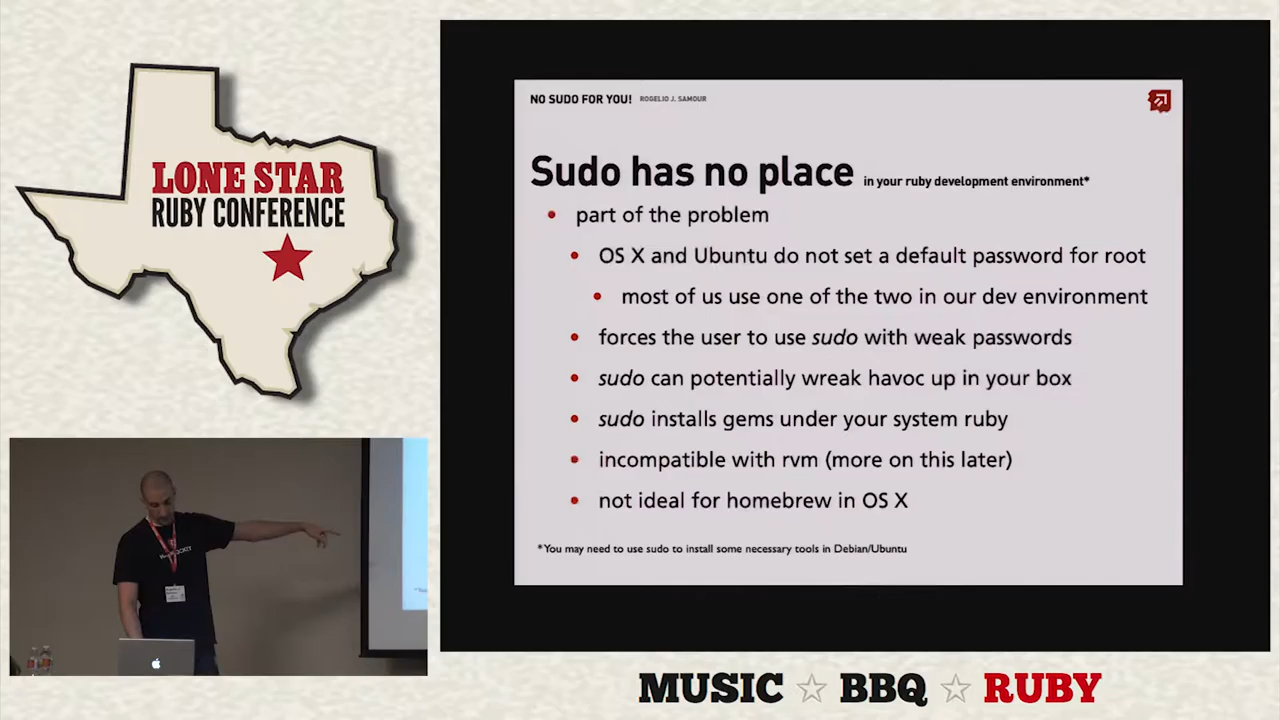 LONE STAR
RUBY CONFERENCE
NO SUDO FOR YOU! ROGELIO J. SAMOUR
Sudo has no place in your ruby development environment*
• part of the problem
• OS X and Ubuntu do not set a default password for root
• most of us use one of the two in our dev environment
• forces the user to use sudo with weak passwords
• sudo can potentially wreak havoc up in your box
• sudo installs gems under your system ruby
• incompatible with rvm (more on this later)
• not ideal for homebrew in OS X
*You may need to use sudo to install some necessary tools in Debian/Ubuntu
MUSIC ☆ BBQ ☆ RUBY